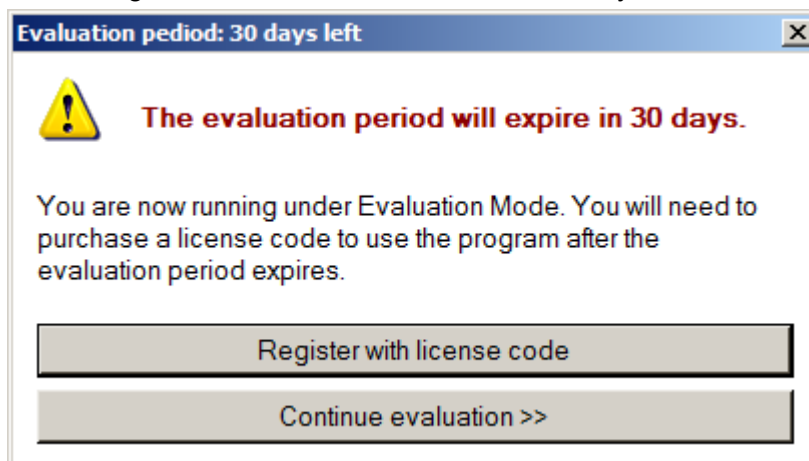 Evaluation pediod: 30 days left
The evaluation period will expire in 30 days.
You are now running under Evaluation Mode. You will need to
purchase a license code to use the program after the
evaluation period expires.
Register with license code
Continue evaluation >>